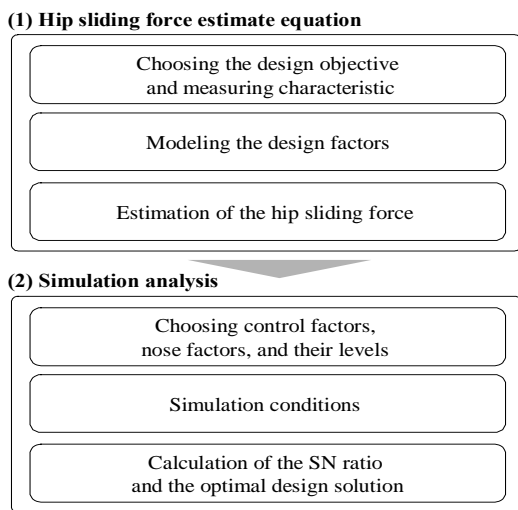 (1) Hip sliding force estimate equation
Choosing the design objective
and measuring characteristic
Modeling the design factors
Estimation of the hip sliding force
(2) Simulation analysis
Choosing control factors,
nose factors, and their levels
Simulation conditions
Calculation of the SN ratio
and the optimal design solution